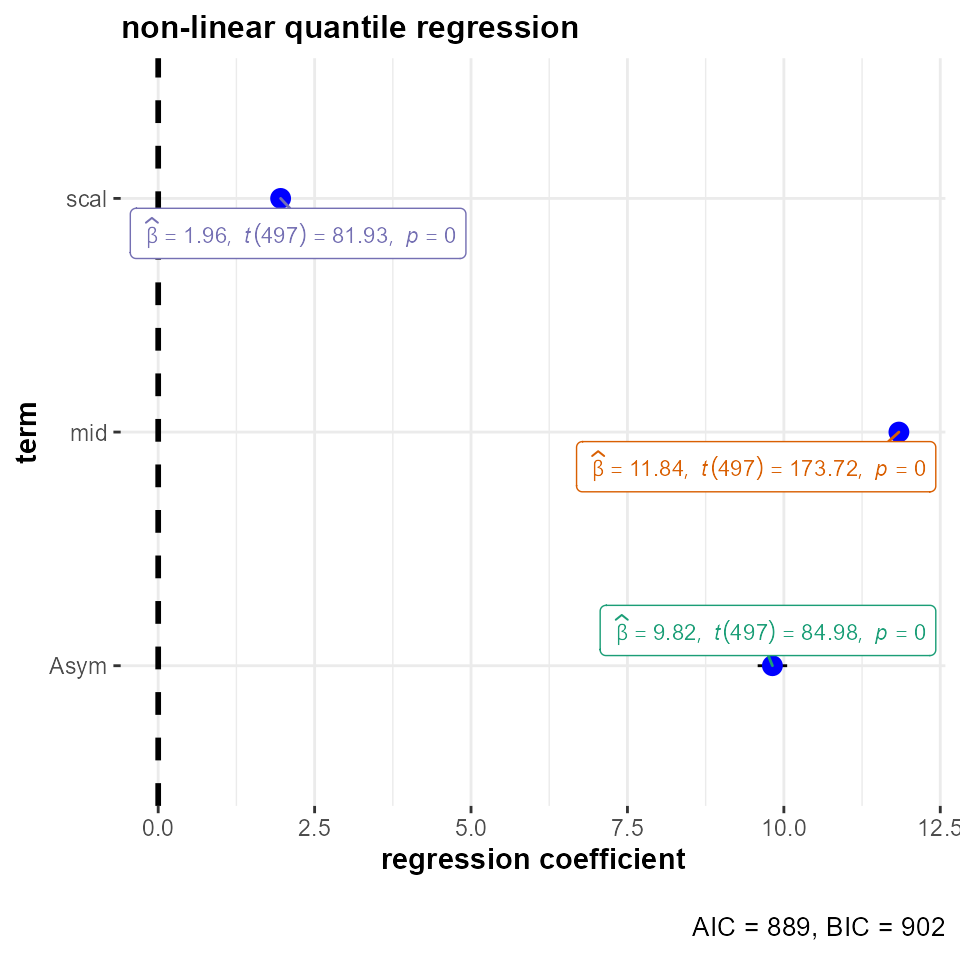 non-linear quantile regression
term
scal
β̂ = 1.96, t(497) = 81.93, p = 0
mid
β̂ = 11.84, t(497) = 173.72, p = 0
β̂ = 9.82, t(497) = 84.98, p = 0
Asym
0.0 2.5 5.0 7.5 10.0 12.5
regression coefficient
AIC = 889, BIC = 902